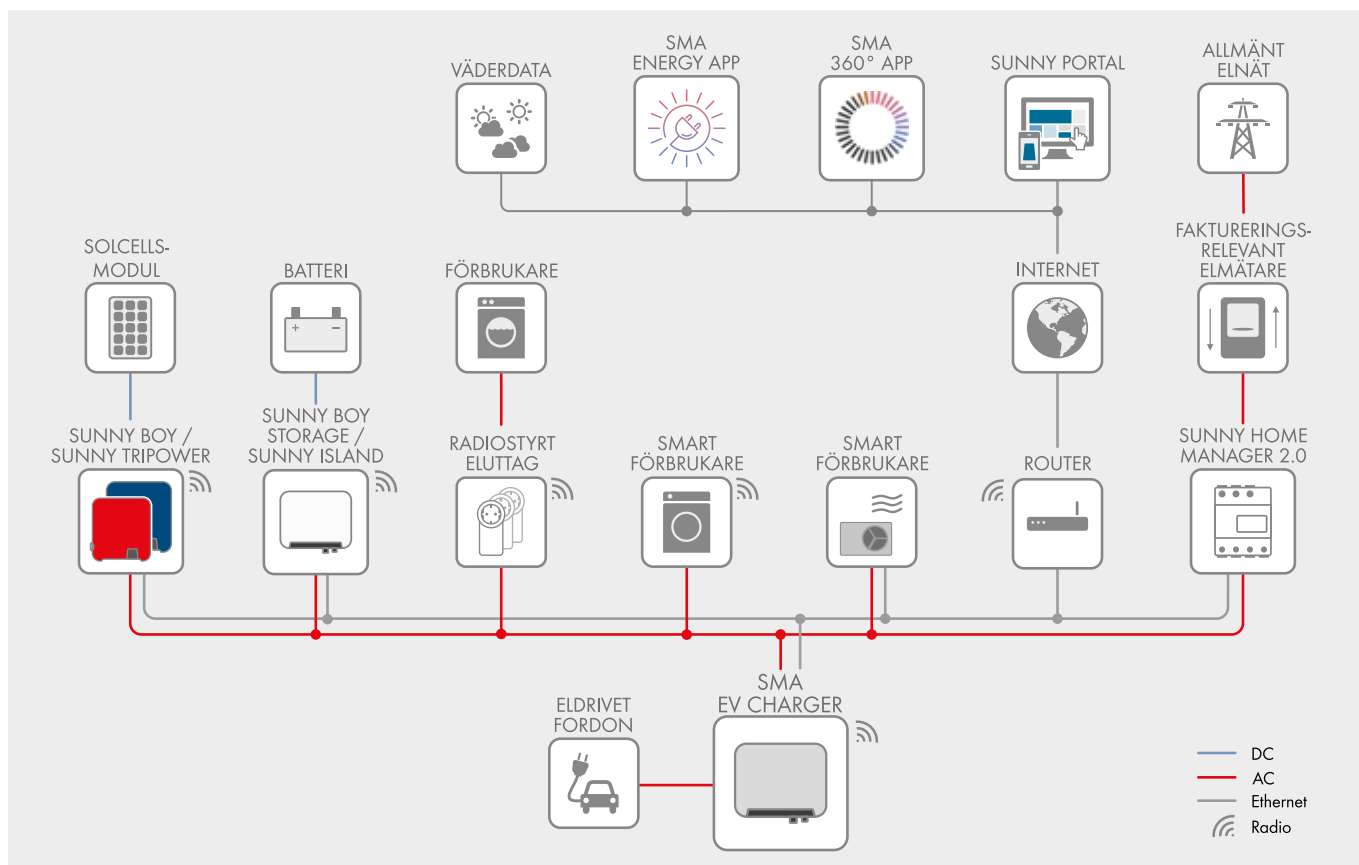 VÄDERDATA
SMA
ENERGY APP
SMA
360° APP
SUNNY PORTAL
ALLMÄNT
ELNÄT
SOLCELLS-
MODUL
BATTERI
FÖRBRUKARE
INTERNET
FAKTURERINGS-
RELEVANT
ELMÄTARE
+ −
SUNNY BOY /
SUNNY TRIPOWER
SUNNY BOY
STORAGE /
SUNNY ISLAND
RADIOSTYRT
ELUTTAG
SMART
FÖRBRUKARE
SMART
FÖRBRUKARE
ROUTER
SUNNY HOME
MANAGER 2.0
ELDRIVET
FORDON
SMA
EV CHARGER
DC
AC
Ethernet
Radio